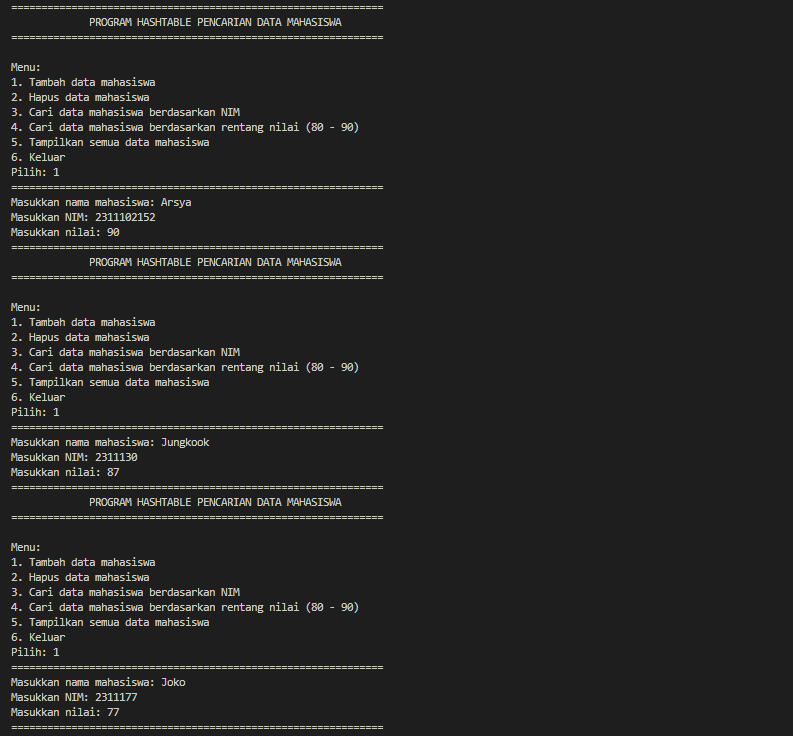 ==============================================================
PROGRAM HASHTABLE PENCARIAN DATA MAHASISWA
==============================================================
Menu:
1. Tambah data mahasiswa
2. Hapus data mahasiswa
3. Cari data mahasiswa berdasarkan NIM
4. Cari data mahasiswa berdasarkan rentang nilai (80 - 90)
5. Tampilkan semua data mahasiswa
6. Keluar
Pilih: 1
==============================================================
Masukkan nama mahasiswa: Arsya
Masukkan NIM: 2311102152
Masukkan nilai: 90
==============================================================
PROGRAM HASHTABLE PENCARIAN DATA MAHASISWA
==============================================================
Menu:
1. Tambah data mahasiswa
2. Hapus data mahasiswa
3. Cari data mahasiswa berdasarkan NIM
4. Cari data mahasiswa berdasarkan rentang nilai (80 - 90)
5. Tampilkan semua data mahasiswa
6. Keluar
Pilih: 1
==============================================================
Masukkan nama mahasiswa: Jungkook
Masukkan NIM: 2311130
Masukkan nilai: 87
==============================================================
PROGRAM HASHTABLE PENCARIAN DATA MAHASISWA
==============================================================
Menu:
1. Tambah data mahasiswa
2. Hapus data mahasiswa
3. Cari data mahasiswa berdasarkan NIM
4. Cari data mahasiswa berdasarkan rentang nilai (80 - 90)
5. Tampilkan semua data mahasiswa
6. Keluar
Pilih: 1
==============================================================
Masukkan nama mahasiswa: Joko
Masukkan NIM: 2311177
Masukkan nilai: 77
==============================================================